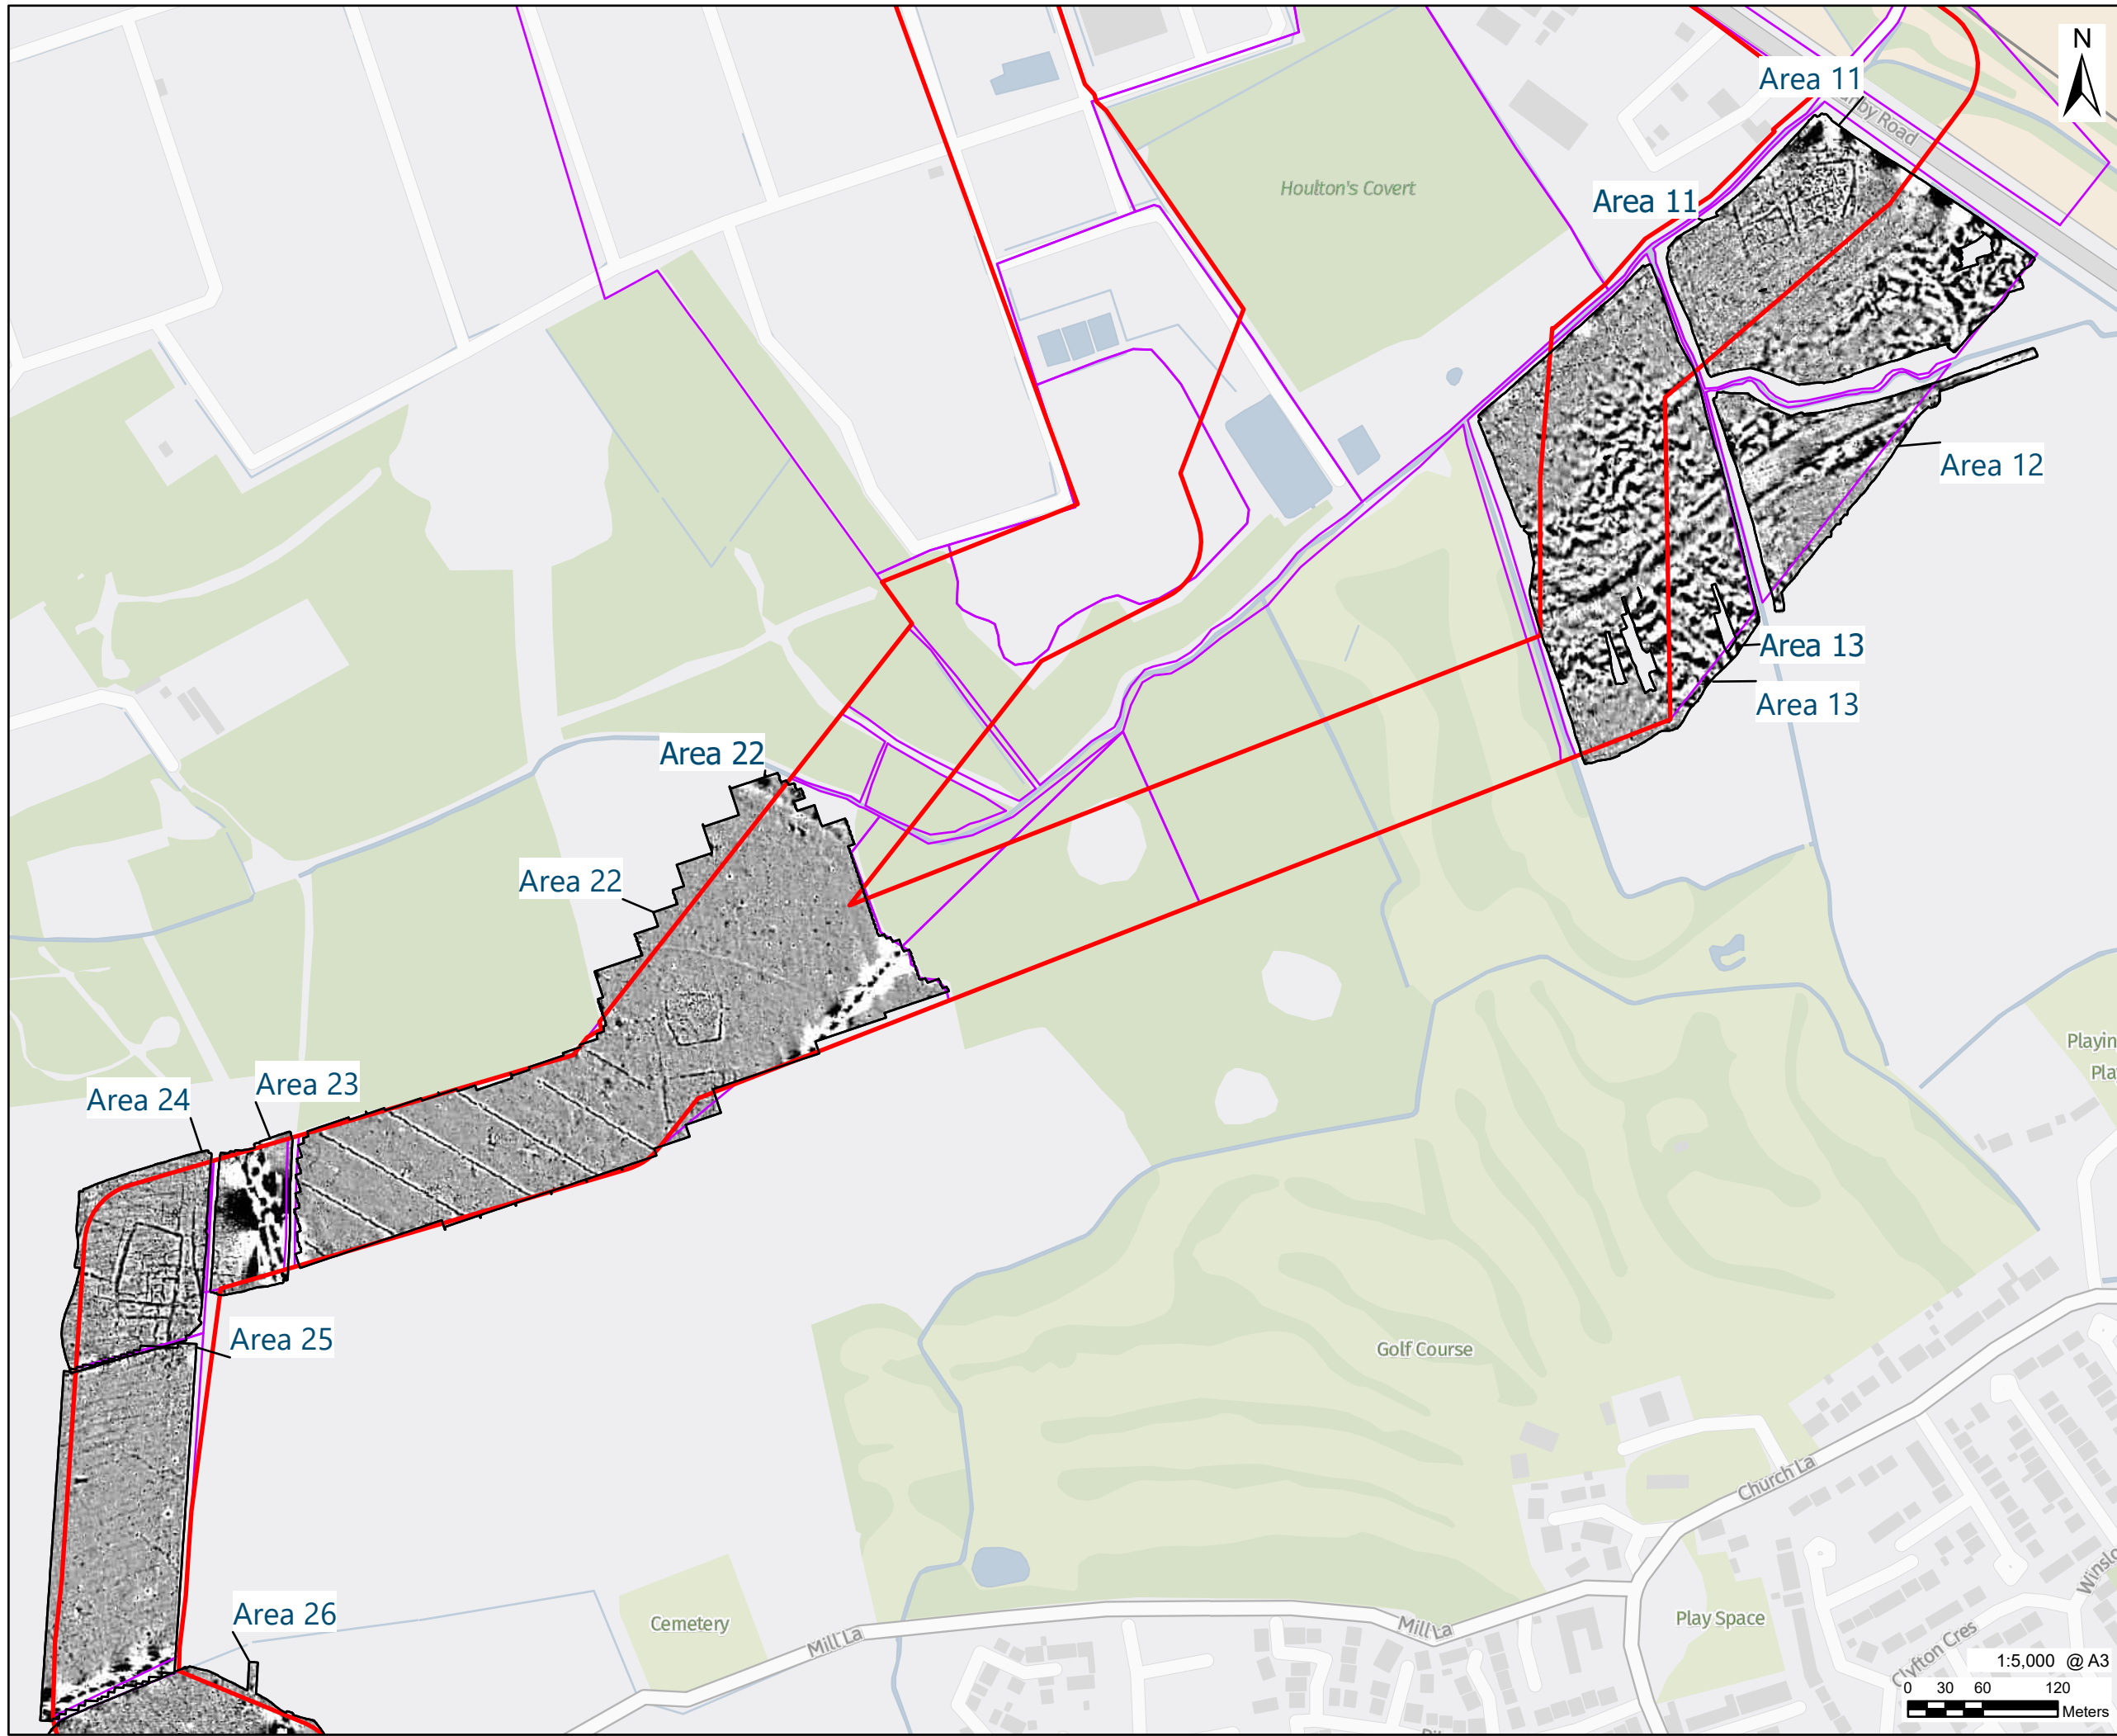 N
Area 11
Houlton's Covert
Area 11
Area 12
Area 13
Area 13
Area 22
Area 22
Area 23
Area 24
Area 25
Golf Course
Church La
Area 26
Cemetery
Mill La
Mill La
Play Space
Clyfton Cres
1:5,000 @ A3
0 30 60 120
Meters